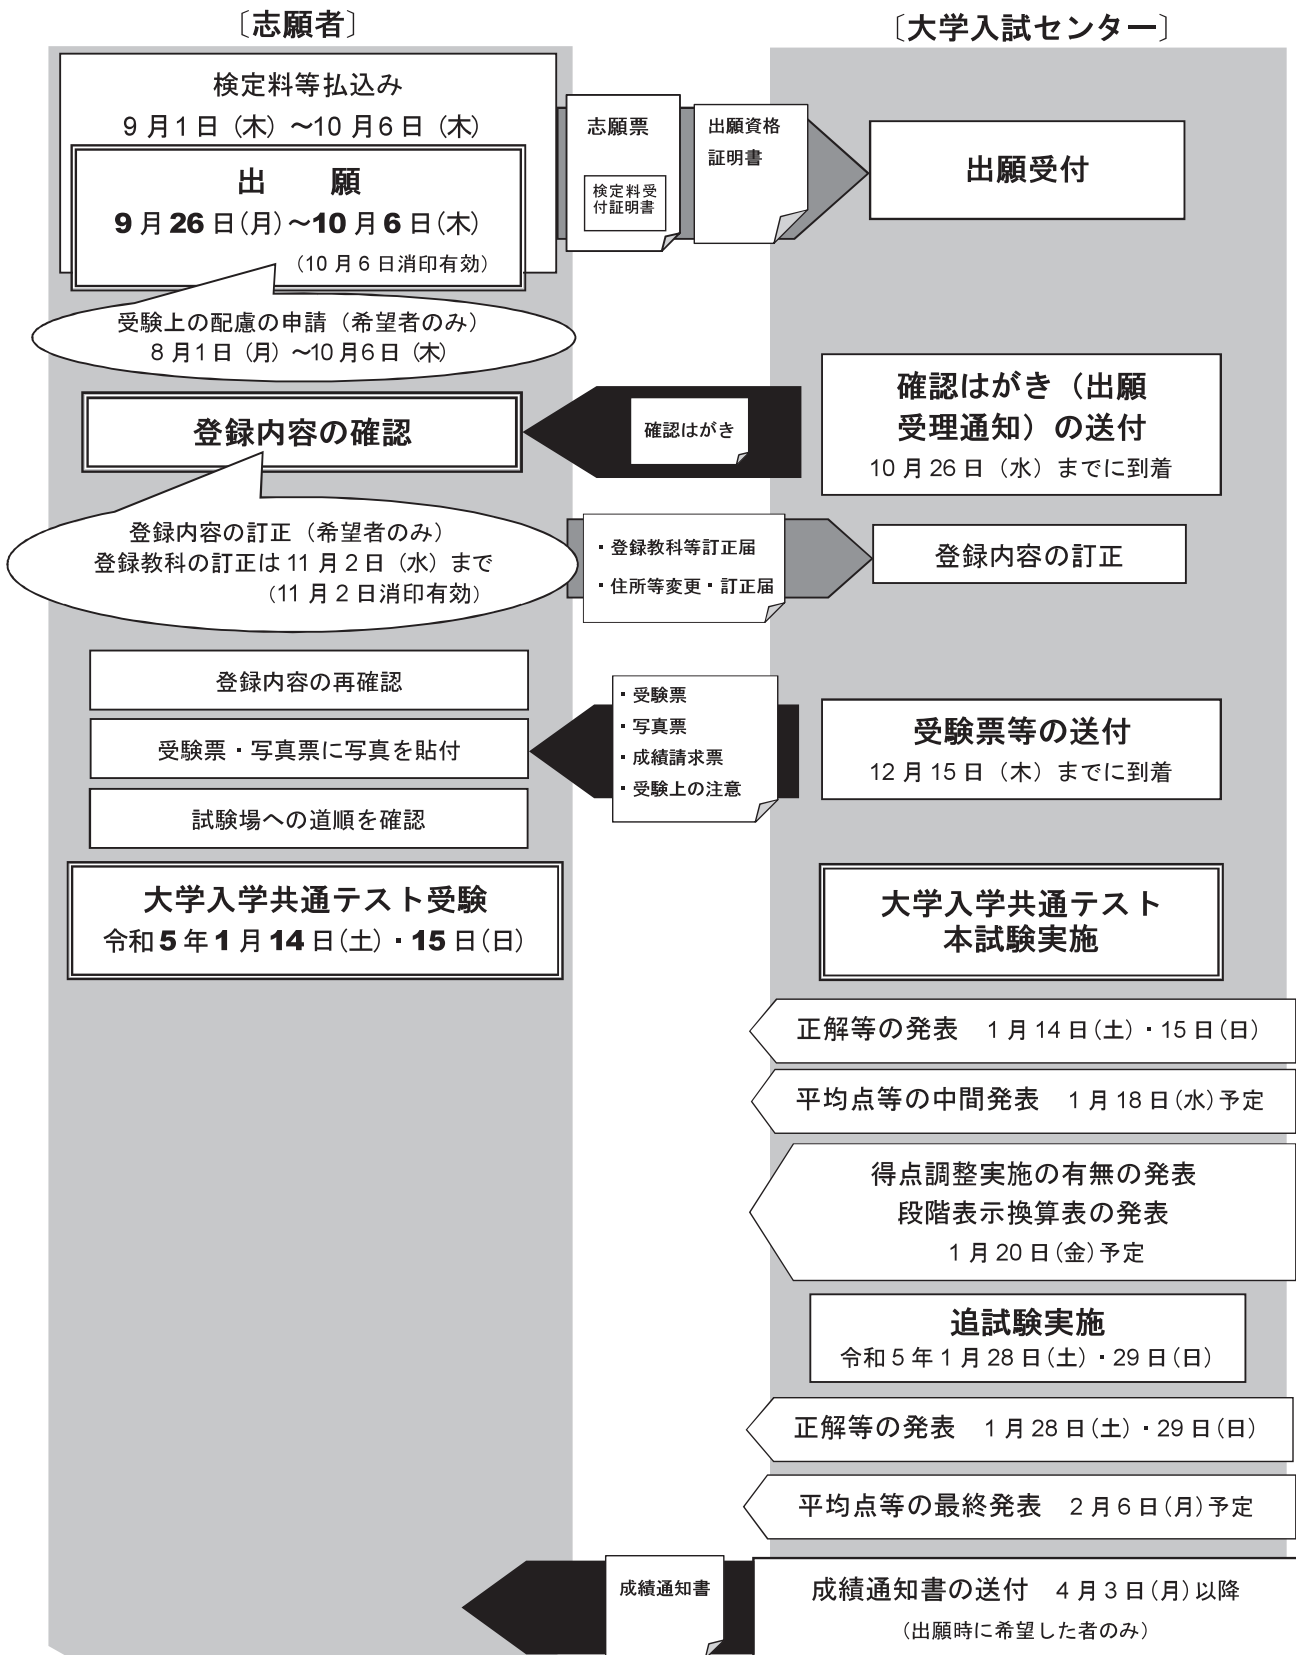 〔志願者〕
〔大学入試センター〕
検定料等払込み
9月1日（木）～10月6日（木）
出　願
9月26日(月)～10月6日(木)
（10月6日消印有効）
志願票
検定料受
付証明書
出願資格
証明書
出願受付
受験上の配慮の申請（希望者のみ）
8月1日（月）～10月6日（木）
登録内容の確認
確認はがき
確認はがき（出願
受理通知）の送付
10月26日（水）までに到着
登録内容の訂正（希望者のみ）
登録教科の訂正は11月2日（水）まで
（11月2日消印有効）
・登録教科等訂正届
・住所等変更・訂正届
登録内容の訂正
登録内容の再確認
受験票・写真票に写真を貼付
試験場への道順を確認
・受験票
・写真票
・成績請求票
・受験上の注意
受験票等の送付
12月15日（木）までに到着
大学入学共通テスト受験
令和5年1月14日(土)・15日(日)
大学入学共通テスト
本試験実施
正解等の発表　1月14日(土)・15日(日)
平均点等の中間発表　1月18日(水)予定
得点調整実施の有無の発表
段階表示換算表の発表
1月20日(金)予定
追試験実施
令和5年1月28日(土)・29日(日)
正解等の発表　1月28日(土)・29日(日)
平均点等の最終発表　2月6日(月)予定
成績通知書
成績通知書の送付　4月3日(月)以降
（出願時に希望した者のみ）